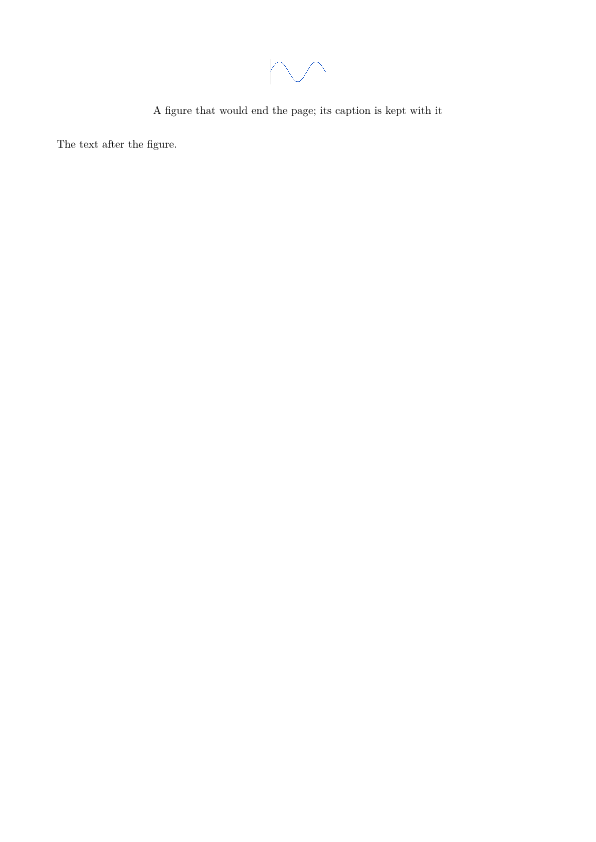 A figure that would end the page; its caption is kept with it
The text after the figure.